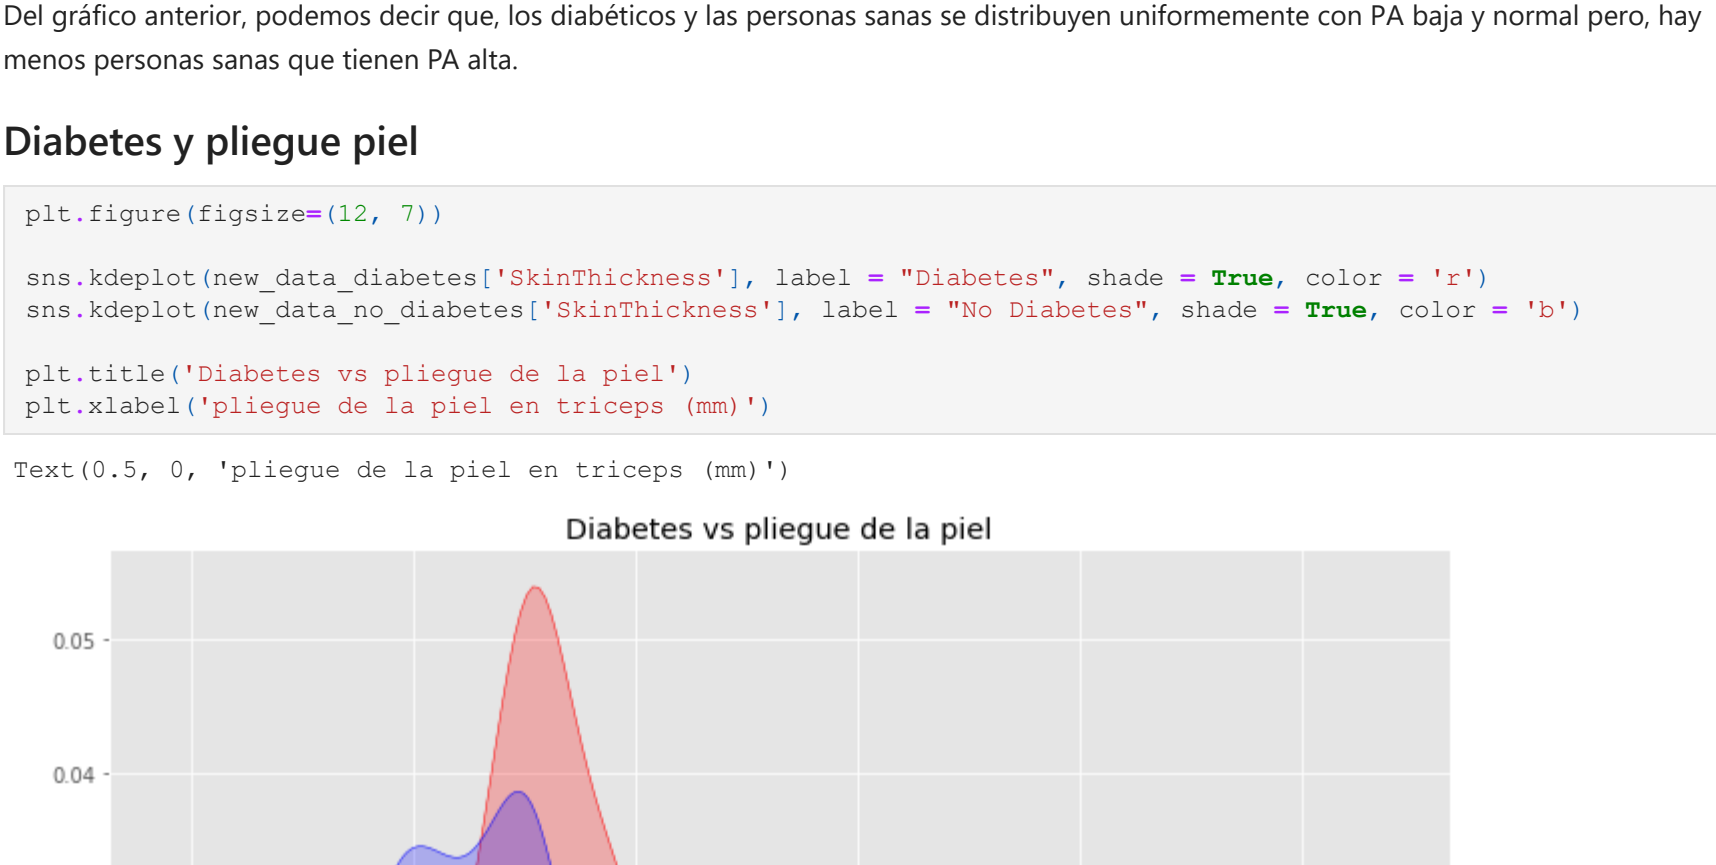 Del gráfico anterior, podemos decir que, los diabéticos y las personas sanas se distribuyen uniformemente con PA baja y normal pero, hay
menos personas sanas que tienen PA alta.
Diabetes y pliegue piel
plt.figure(figsize=(12, 7))
sns.kdeplot(new_data_diabetes['SkinThickness'], label = "Diabetes", shade = True, color = 'r')
sns.kdeplot(new_data_no_diabetes['SkinThickness'], label = "No Diabetes", shade = True, color = 'b')
plt.title('Diabetes vs pliegue de la piel')
plt.xlabel('pliegue de la piel en triceps (mm)')
Text(0.5, 0, 'pliegue de la piel en triceps (mm)')
Diabetes vs pliegue de la piel
0.05
0.04